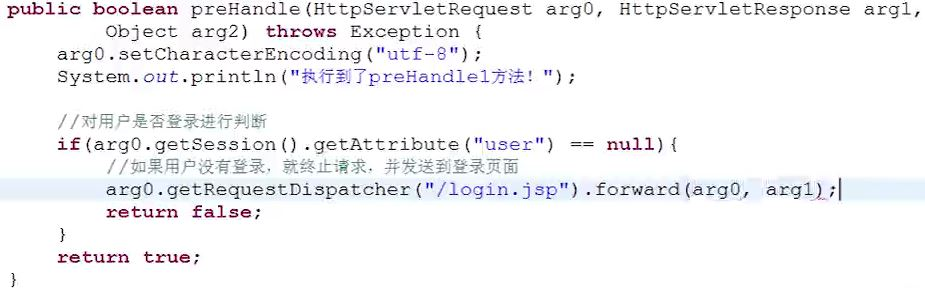 public boolean preHandle(HttpServletRequest arg0, HttpServletResponse arg1,
        Object arg2) throws Exception {
    arg0.setCharacterEncoding("utf-8");
    System.out.println("执行到了preHandle1方法！");
    //对用户是否登录进行判断
    if(arg0.getSession().getAttribute("user") == null){
        //如果用户没有登录，就终止请求，并发送到登录页面
        arg0.getRequestDispatcher("/login.jsp").forward(arg0, arg1);
        return false;
    }
    return true;
}